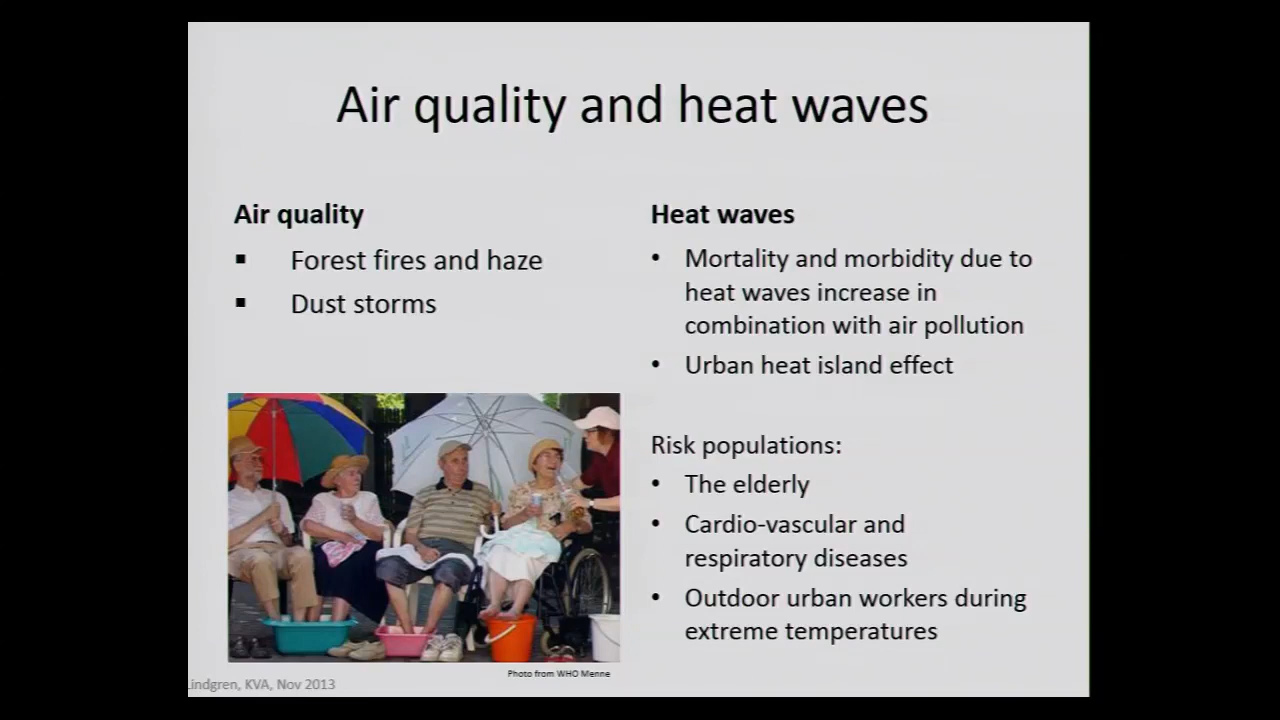 Air quality and heat waves
Air quality
▪ Forest fires and haze
▪ Dust storms
Heat waves
• Mortality and morbidity due to
heat waves increase in
combination with air pollution
• Urban heat island effect
Risk populations:
• The elderly
• Cardio-vascular and
respiratory diseases
• Outdoor urban workers during
extreme temperatures
Photo from WHO Menne
Lindgren, KVA, Nov 2013